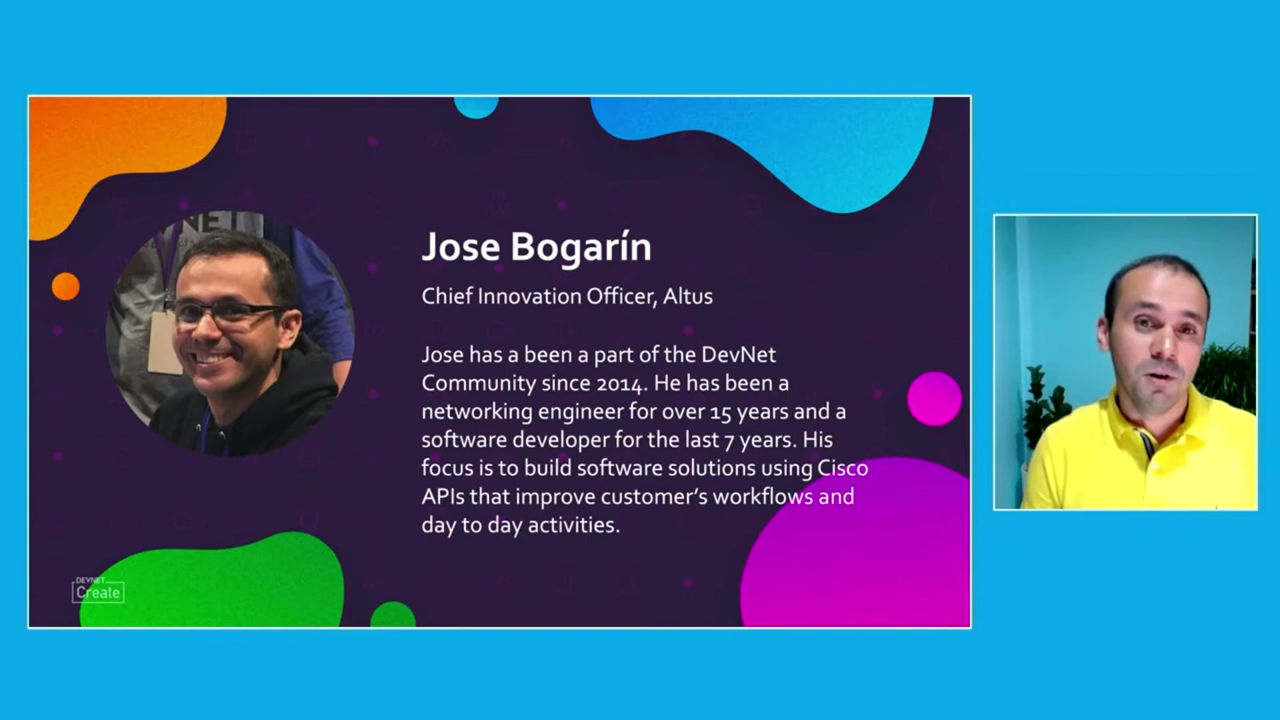 Jose Bogarín
Chief Innovation Officer, Altus
Jose has a been a part of the DevNet
Community since 2014. He has been a
networking engineer for over 15 years and a
software developer for the last 7 years. His
focus is to build software solutions using Cisco
APIs that improve customer’s workflows and
day to day activities.
DEVNET
Create